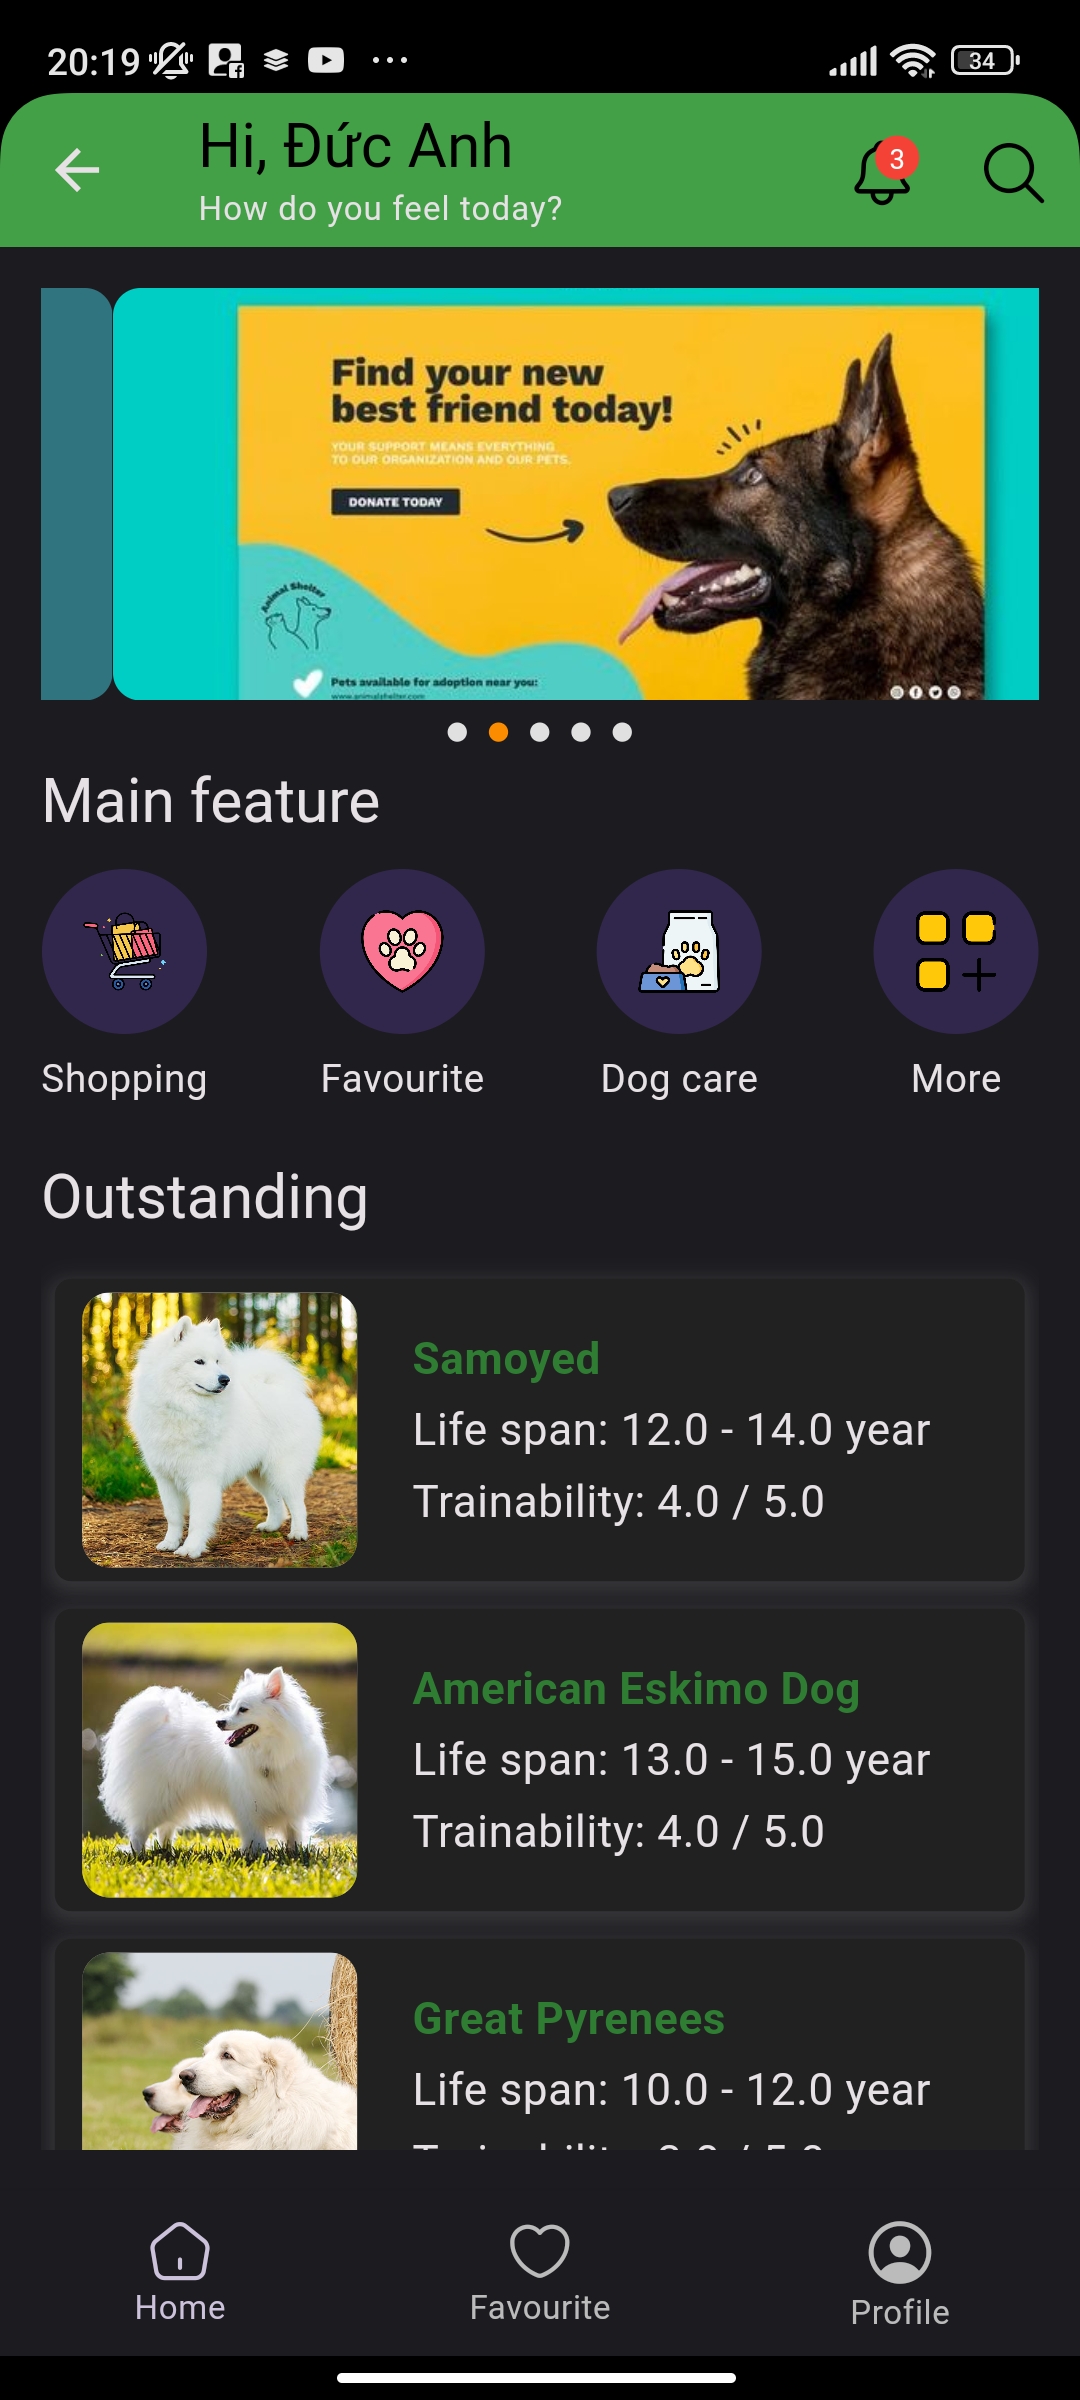 20:19
34
Hi, Đức Anh
How do you feel today?
3
Find your new
best friend today!
YOUR SUPPORT MEANS EVERYTHING
TO OUR ORGANIZATION AND OUR PETS.
DONATE TODAY
Animal Shelter
Pets available for adoption near you:
www.animalshelter.com
Main feature
Shopping
Favourite
Dog care
More
Outstanding
Samoyed
Life span: 12.0 - 14.0 year
Trainability: 4.0 / 5.0
American Eskimo Dog
Life span: 13.0 - 15.0 year
Trainability: 4.0 / 5.0
Great Pyrenees
Life span: 10.0 - 12.0 year
Home
Favourite
Profile